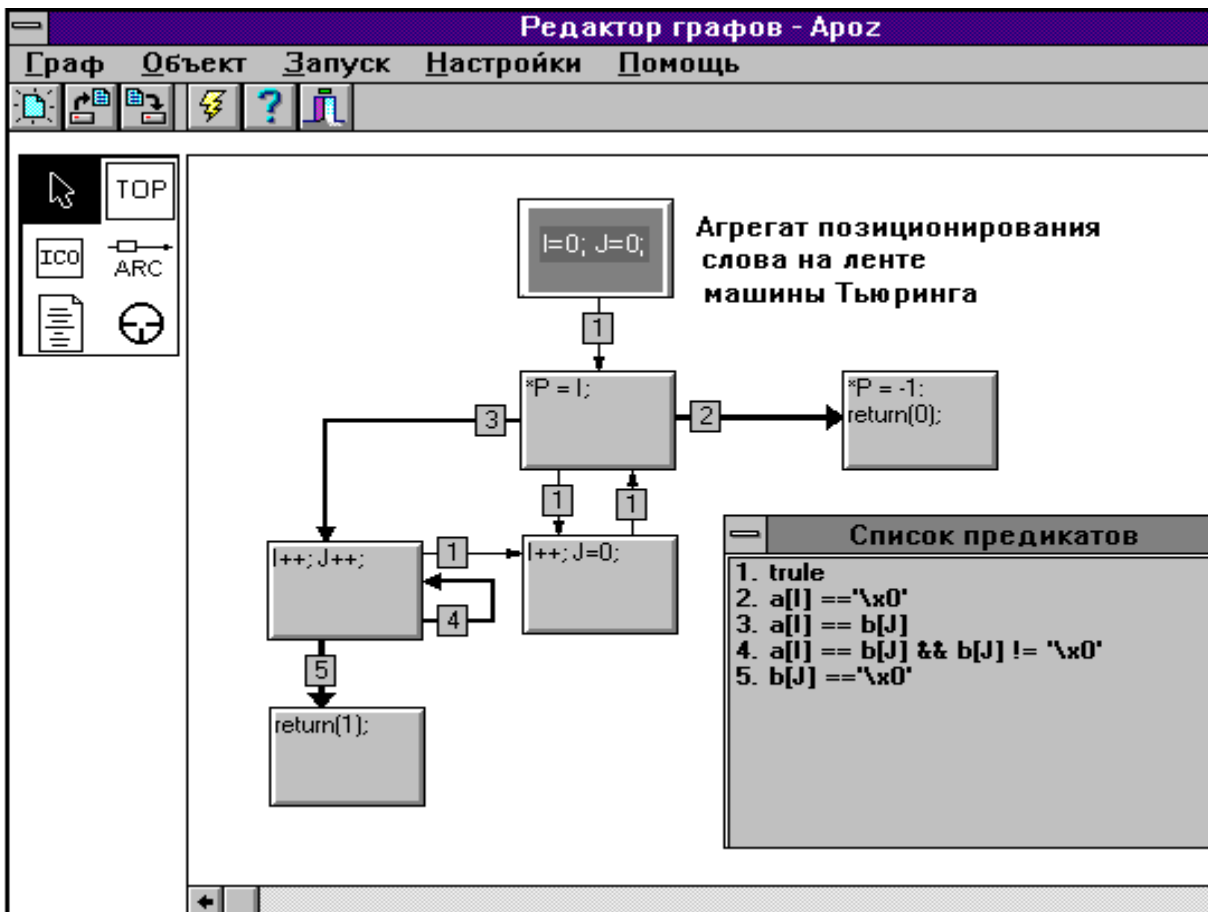 Редактор графов - Apoz
Граф Объект Запуск Настройки Помощь
TOP
ICO ARC
I=0; J=0;
Агрегат позиционирования
слова на ленте
машины Тьюринга
1
*P = I;
*P = -1:
return(0);
3
2
1
1
I++; J++;
1
I++; J=0;
4
5
return(1);
Список предикатов
1. trule
2. a[I] =='\x0'
3. a[I] == b[J]
4. a[I] == b[J] && b[J] != '\x0'
5. b[J] =='\x0'